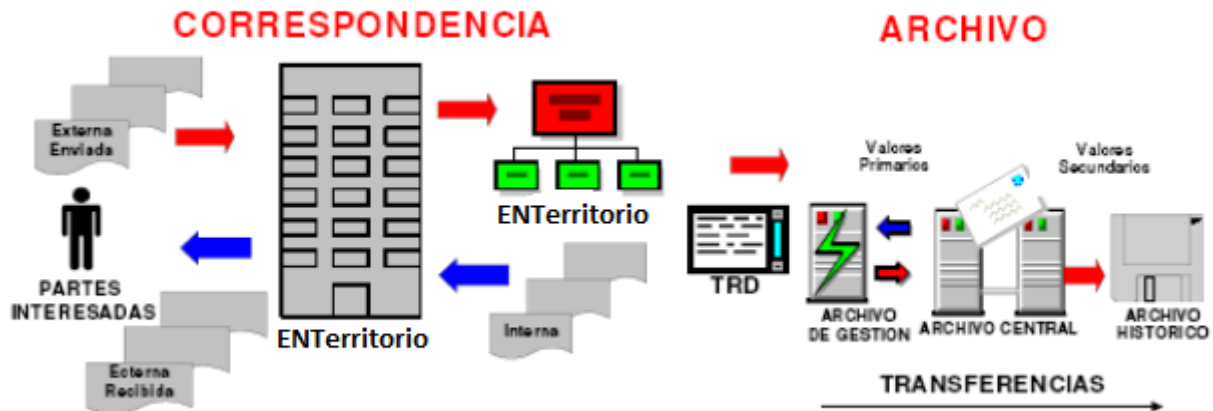 CORRESPONDENCIA
Externa
Enviada
PARTES
INTERESADAS
Ecterna
Recibida
ENTerritorio
ENTerritorio
Interna
ARCHIVO
Valores
Primarios
Valores
Secundarios
TRD
ARCHIVO
DE GESTION
ARCHIVO CENTRAL
ARCHIVO
HISTORICO
TRANSFERENCIAS